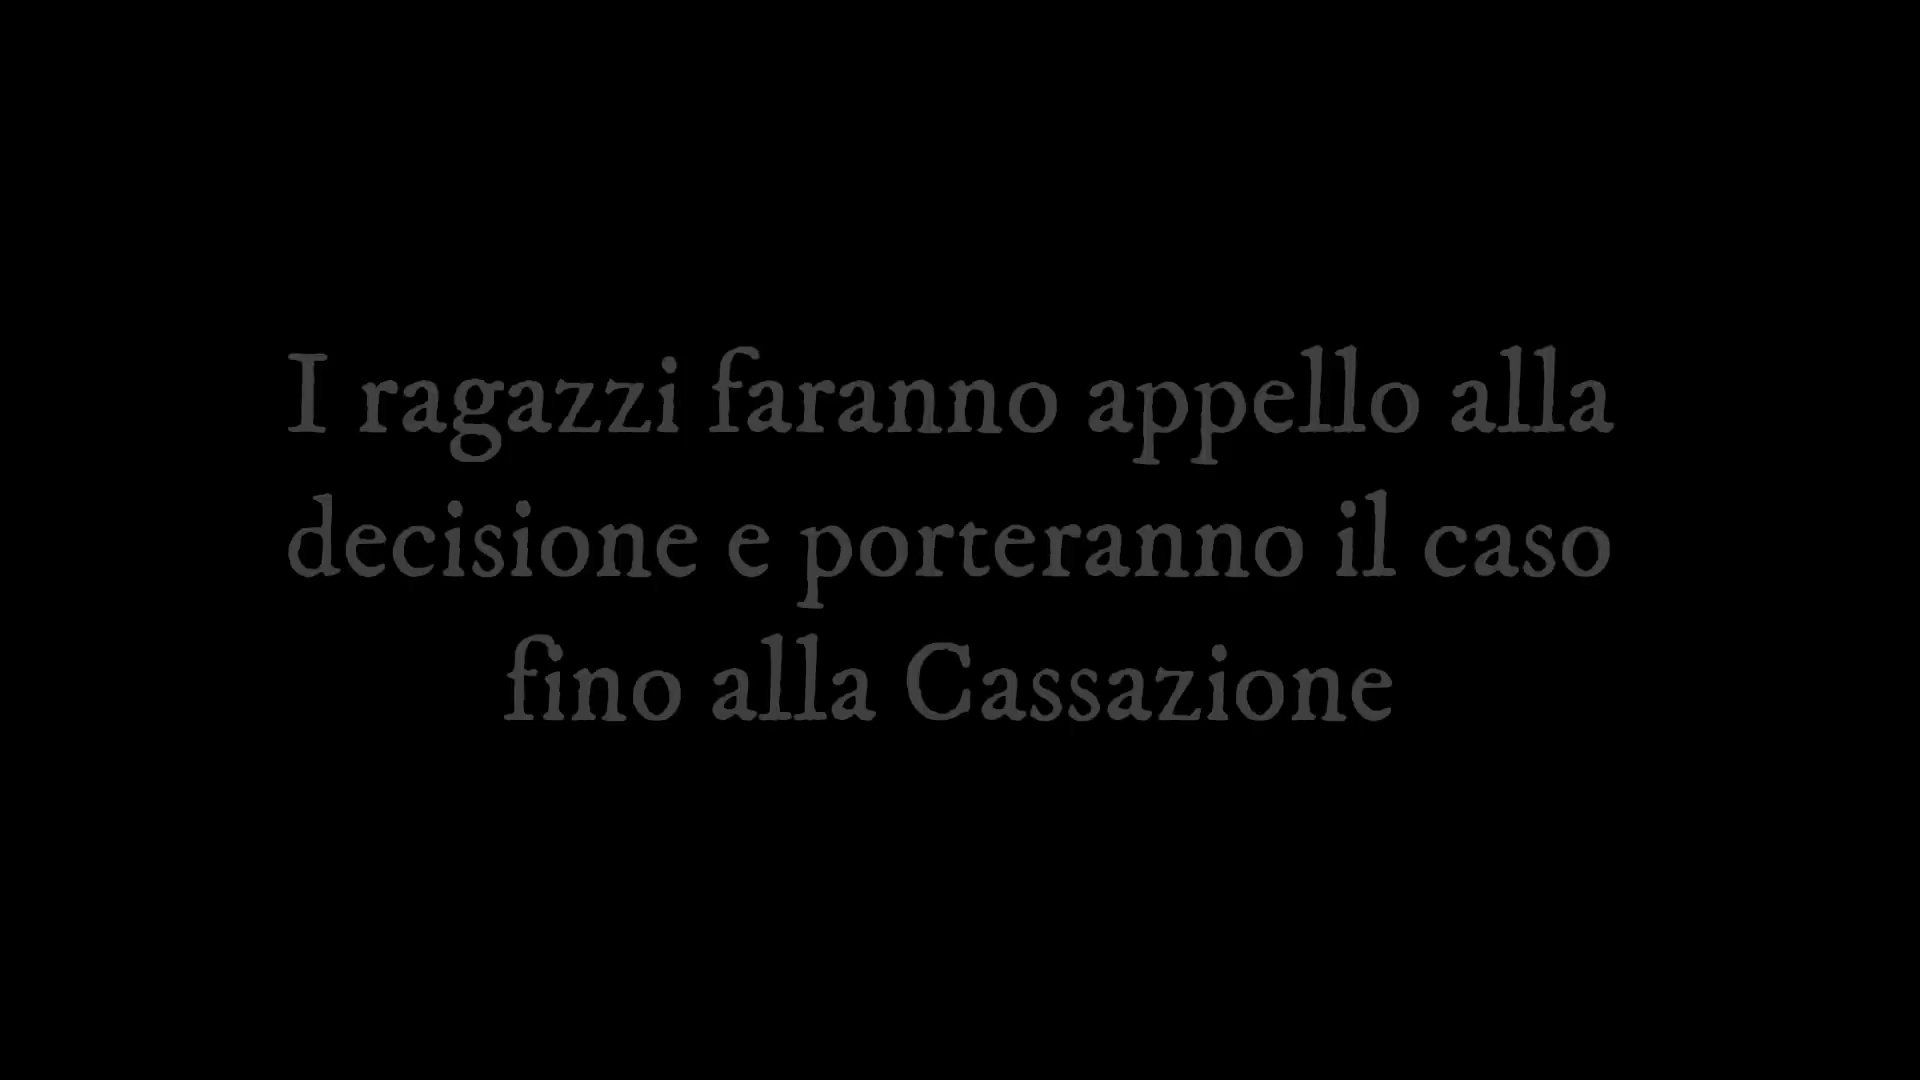 I ragazzi faranno appello alla
decisione e porteranno il caso
fino alla Cassazione